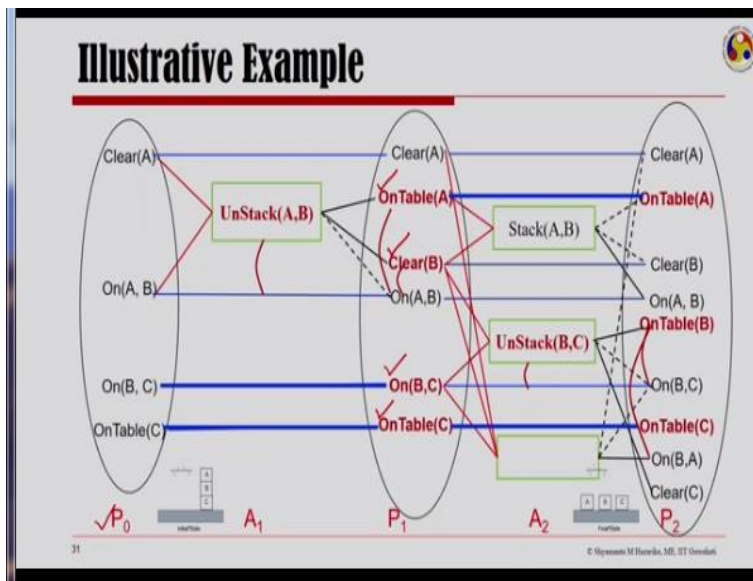 Illustrative Example
Clear(A)
On(A, B)
On(B, C)
OnTable(C)
UnStack(A,B)
Clear(A)
OnTable(A)
Clear(B)
On(A,B)
On(B,C)
OnTable(C)
Stack(A,B)
UnStack(B,C)
Clear(A)
OnTable(A)
Clear(B)
On(A, B)
OnTable(B)
On(B,C)
OnTable(C)
On(B,A)
Clear(C)
A
B
C
A B C
P0 A1 P1 A2 P2
31
© Shyamanta M Hazarika, ME, IIT Guwahati